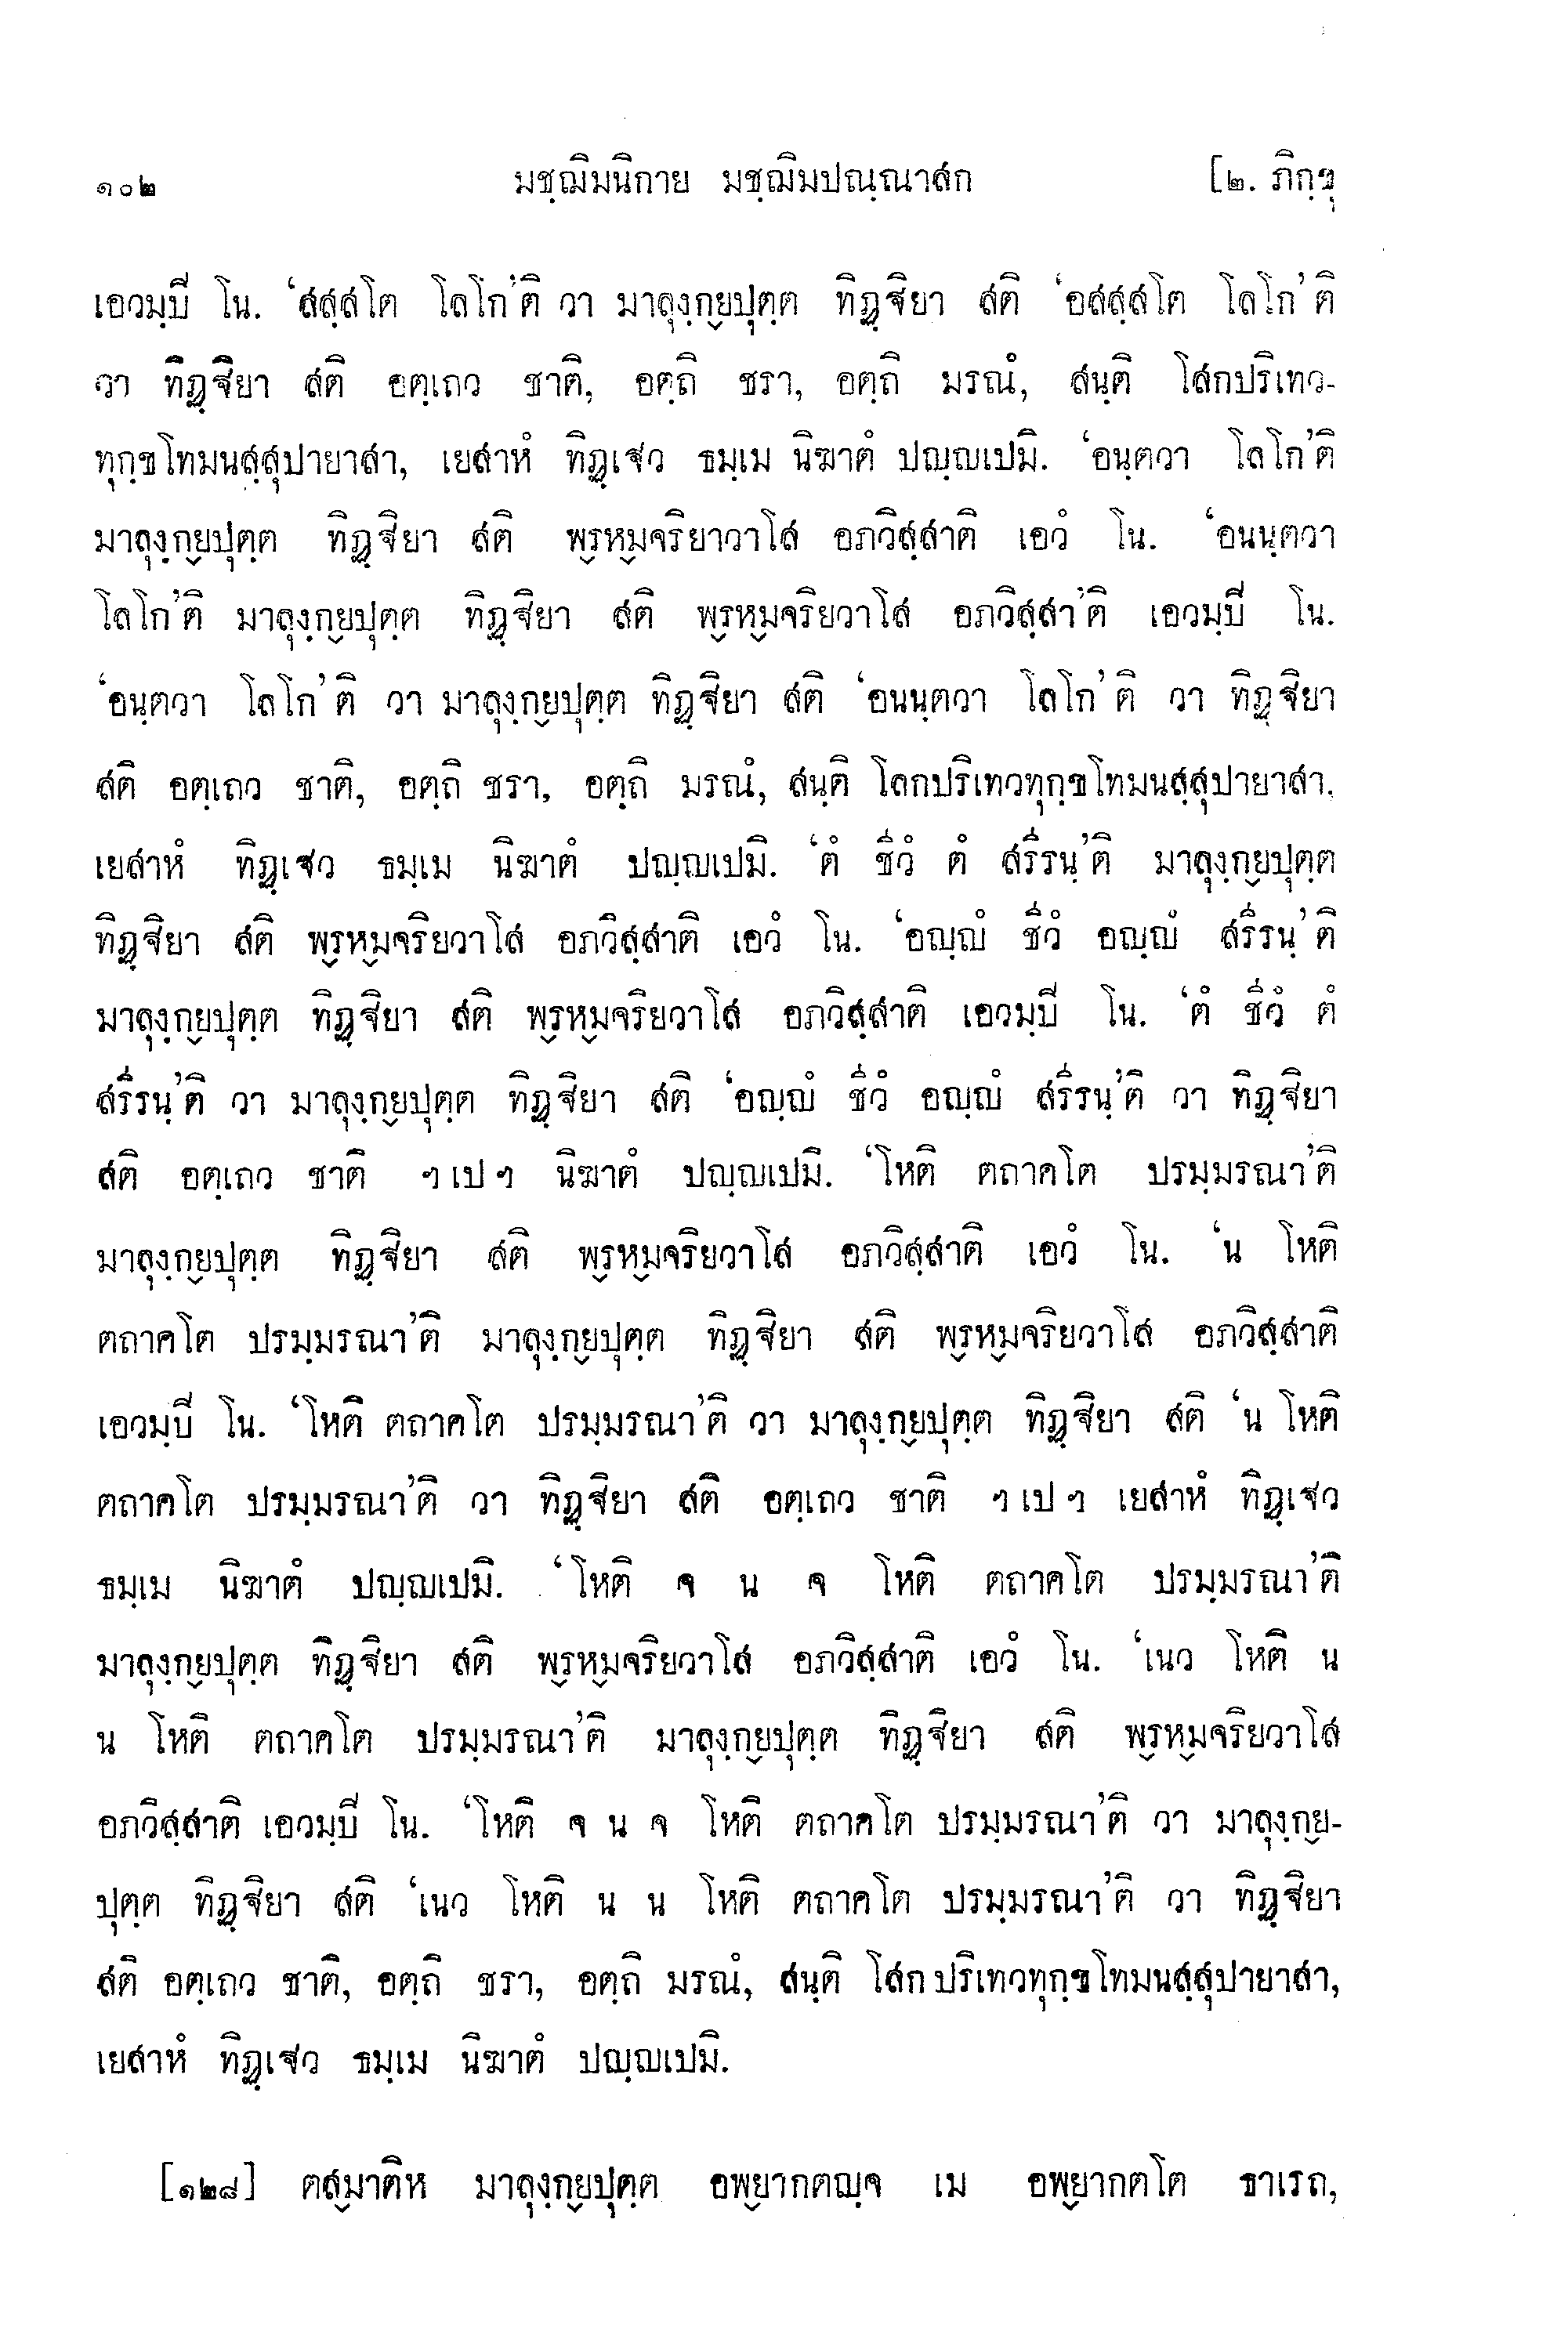 ๑๐๒ มชฺฌิมนิกาย มชฺฌิมปณฺณาสก [๒. ภิกฺขุ
เอวมฺปี โน. ‘สสฺสโต โลโก’ติ วา มาลุงฺกฺยปุตฺต ทิฏฺฐิยา สติ ‘อสสฺสโต โลโก’ติ
วา ทิฏฺฐิยา สติ อตฺเถว ชาติ, อตฺถิ ชรา, อตฺถิ มรณํ, สนฺติ โสกปริเทว-
ทุกฺขโทมนสฺสุปายาสา, เยสาหํ ทิฏฺเฐว ธมฺเม นิฆาตํ ปญฺญเปมิ. ‘อนฺตวา โลโก’ติ
มาลุงฺกฺยปุตฺต ทิฏฺฐิยา สติ พฺรหฺมจริยาวาโส อภวิสฺสาติ เอวํ โน. ‘อนนฺตวา
โลโก’ติ มาลุงฺกฺยปุตฺต ทิฏฺฐิยา สติ พฺรหฺมจริยวาโส อภวิสฺสา’ติ เอวมฺปี โน.
‘อนฺตวา โลโก’ติ วา มาลุงฺกฺยปุตฺต ทิฏฺฐิยา สติ ‘อนนฺตวา โลโก’ติ วา ทิฏฺฐิยา
สติ อตฺเถว ชาติ, อตฺถิ ชรา, อตฺถิ มรณํ, สนฺติ โลกปริเทวทุกฺขโทมนสฺสุปายาสา.
เยสาหํ ทิฏฺเฐว ธมฺเม นิฆาตํ ปญฺญเปมิ. ‘ตํ ชีวํ ตํ สรีรนฺ’ติ มาลุงฺกฺยปุตฺต
ทิฏฺฐิยา สติ พฺรหฺมจริยวาโส อภวิสฺสาติ เอวํ โน. ‘อญฺญํ ชีวํ อญฺญํ สรีรนฺ’ติ
มาลุงฺกฺยปุตฺต ทิฏฺฐิยา สติ พฺรหฺมจริยวาโส อภวิสฺสาติ เอวมฺปี โน. ‘ตํ ชีวํ ตํ
สรีรนฺ’ติ วา มาลุงฺกฺยปุตฺต ทิฏฺฐิยา สติ ‘อญฺญํ ชีวํ อญฺญํ สรีรนฺ’ติ วา ทิฏฺฐิยา
สติ อตฺเถว ชาติ ฯ เป ฯ นิฆาตํ ปญฺญเปมิ. ‘โหติ ตถาคโต ปรมฺมรณา’ติ
มาลุงฺกฺยปุตฺต ทิฏฺฐิยา สติ พฺรหฺมจริยวาโส อภวิสฺสาติ เอวํ โน. ‘น โหติ
ตถาคโต ปรมฺมรณา’ติ มาลุงฺกฺยปุตฺต ทิฏฺฐิยา สติ พฺรหฺมจริยวาโส อภวิสฺสาติ
เอวมฺปี โน. ‘โหติ ตถาคโต ปรมฺมรณา’ติ วา มาลุงฺกฺยปุตฺต ทิฏฺฐิยา สติ ‘น โหติ
ตถาคโต ปรมฺมรณา’ติ วา ทิฏฺฐิยา สติ อตฺเถว ชาติ ฯ เป ฯ เยสาหํ ทิฏฺเฐว
ธมฺเม นิฆาตํ ปญฺญเปมิ. ‘โหติ จ น จ โหติ ตถาคโต ปรมฺมรณา’ติ
มาลุงฺกฺยปุตฺต ทิฏฺฐิยา สติ พฺรหฺมจริยวาโส อภวิสฺสาติ เอวํ โน. ‘เนว โหติ น
น โหติ ตถาคโต ปรมฺมรณา’ติ มาลุงฺกฺยปุตฺต ทิฏฺฐิยา สติ พฺรหฺมจริยวาโส
อภวิสฺสาติ เอวมฺปี โน. ‘โหติ จ น จ โหติ ตถาคโต ปรมฺมรณา’ติ วา มาลุงฺกฺย-
ปุตฺต ทิฏฺฐิยา สติ ‘เนว โหติ น น โหติ ตถาคโต ปรมฺมรณา’ติ วา ทิฏฺฐิยา
สติ อตฺเถว ชาติ, อตฺถิ ชรา, อตฺถิ มรณํ, สนฺติ โสกปริเทวทุกฺขโทมนสฺสุปายาสา,
เยสาหํ ทิฏฺเฐว ธมฺเม นิฆาตํ ปญฺญเปมิ.
[๑๒๘] ตสฺมาติห มาลุงฺกฺยปุตฺต อพฺยากตญฺจ เม อพฺยากตโต ธาเรถ,